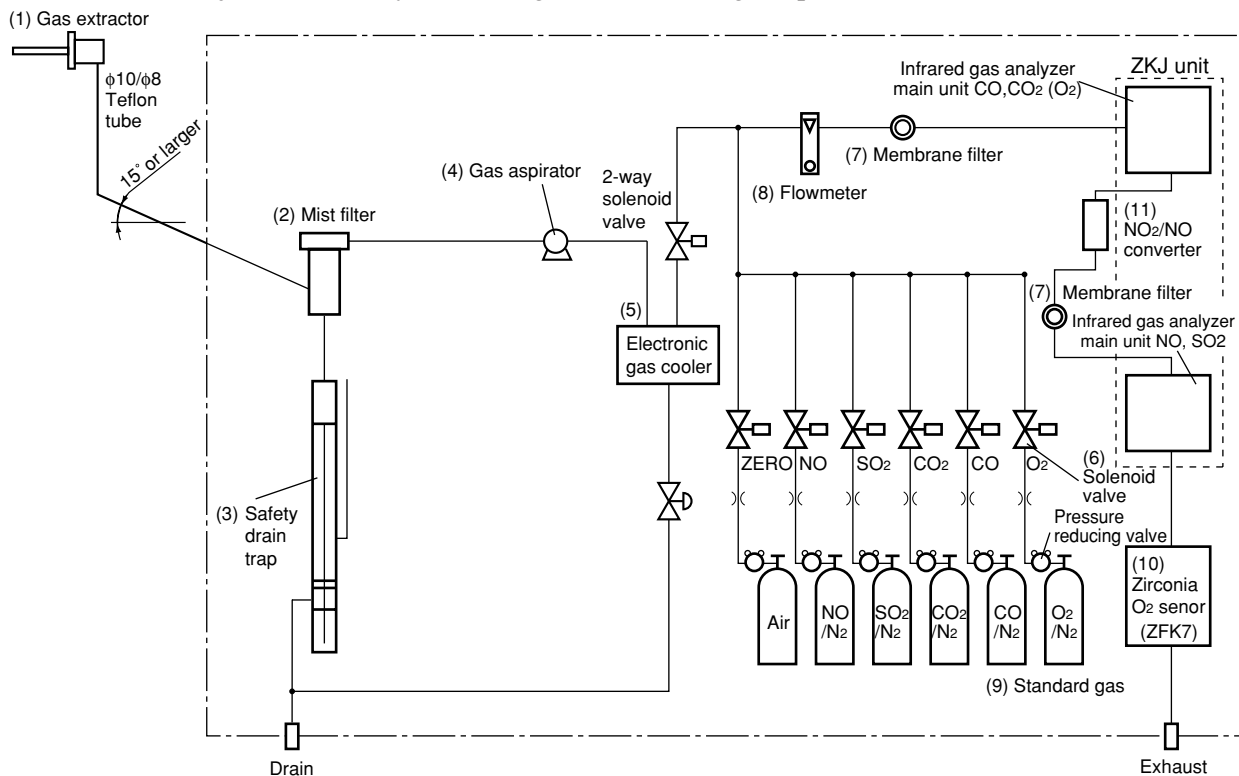 (1) Gas extractor
ϕ10/ϕ8
Teflon
tube
15° or larger
(2) Mist filter
(3) Safety
drain
trap
(4) Gas aspirator
2-way
solenoid
valve
(5)
Electronic
gas cooler
Infrared gas analyzer
main unit CO,CO2 (O2)
ZKJ unit
(7) Membrane filter
(8) Flowmeter
(11)
NO2/NO
converter
(7)
Membrane filter
Infrared gas analyzer
main unit NO, SO2
ZERO NO SO2 CO2 CO O2
(6)
Solenoid
valve
Pressure
reducing valve
Air
NO
/N2
SO2
/N2
CO2
/N2
CO
/N2
O2
/N2
(9) Standard gas
(10)
Zirconia
O2 senor
(ZFK7)
Drain
Exhaust